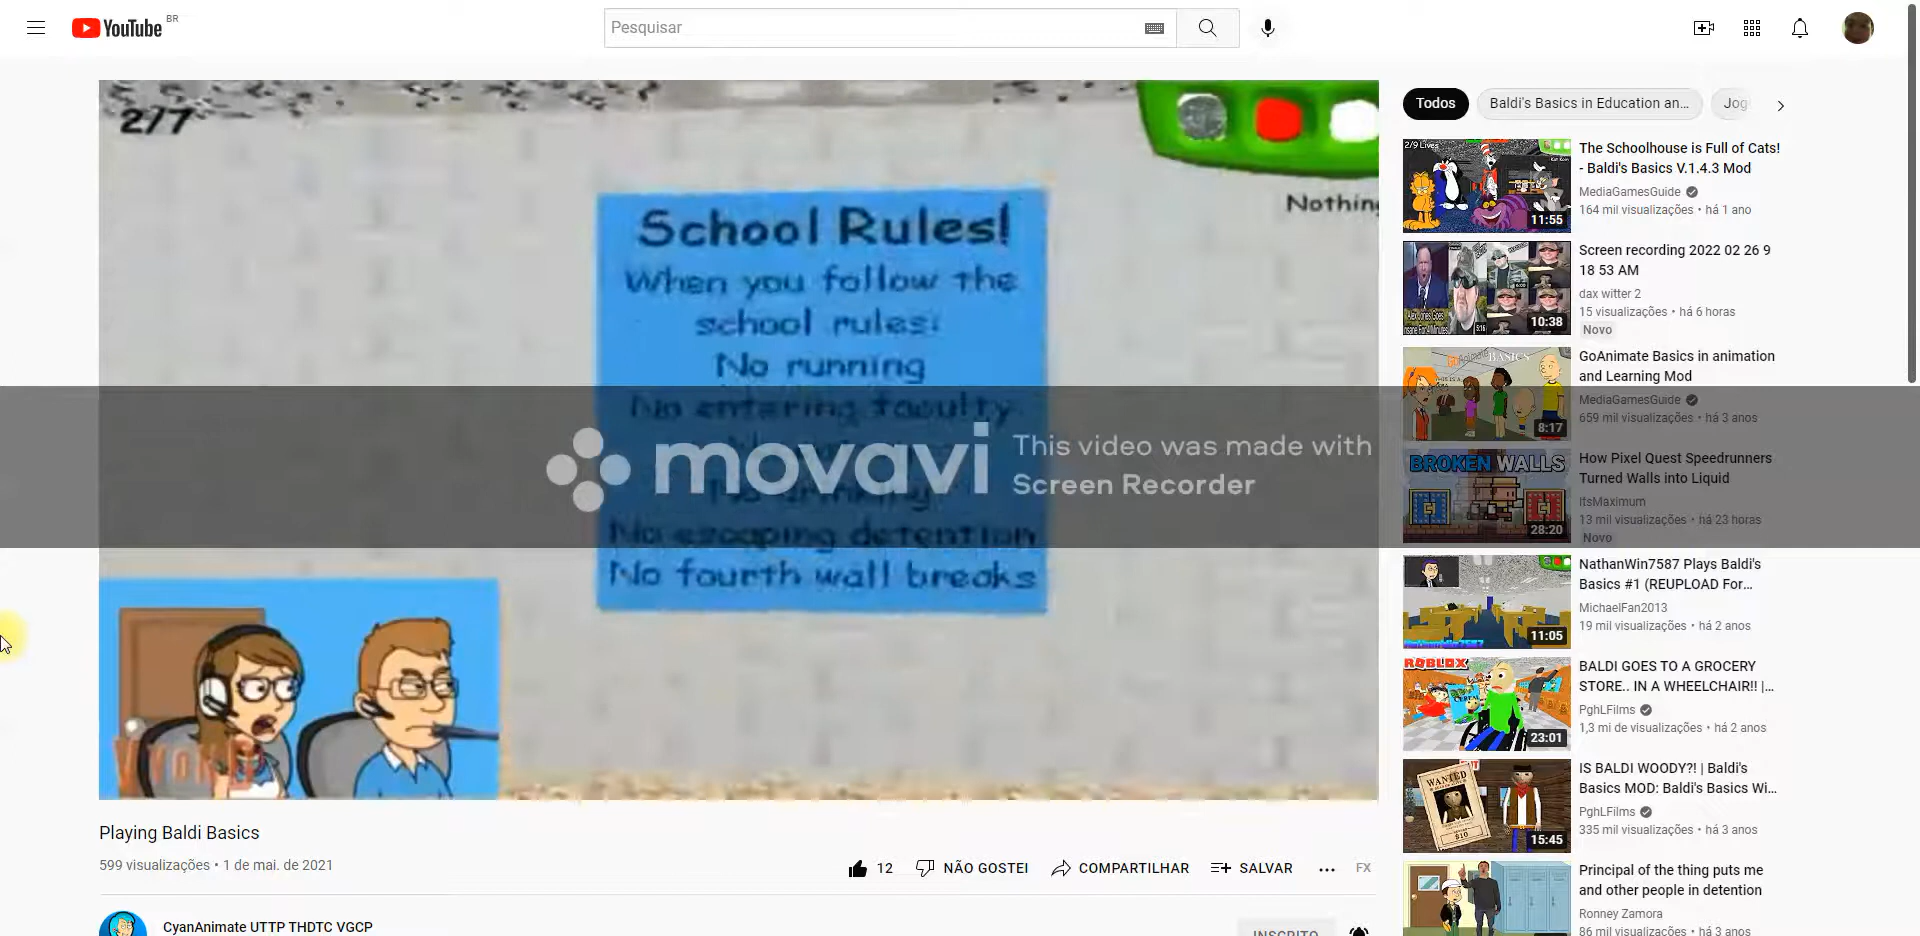 YouTube BR
Pesquisar
2/7
Nothing
School Rules!
When you follow the
school rules:
No running
No entering faculty
No escaping detention
No fourth wall breaks
movavi
This video was made with
Screen Recorder
Playing Baldi Basics
599 visualizações • 1 de mai. de 2021
12
NÃO GOSTEI
COMPARTILHAR
SALVAR
FX
CyanAnimate UTTP THDTC VGCP
INSCRITO
Todos
Baldi's Basics in Education an...
Jog
2/9 Lives
11:55
The Schoolhouse is Full of Cats!
- Baldi's Basics V.1.4.3 Mod
MediaGamesGuide
164 mil visualizações • há 1 ano
10:38
Screen recording 2022 02 26 9
18 53 AM
dax witter 2
15 visualizações • há 6 horas
Novo
BASICS
8:17
GoAnimate Basics in animation
and Learning Mod
MediaGamesGuide
659 mil visualizações • há 3 anos
BROKEN WALLS
28:20
How Pixel Quest Speedrunners
Turned Walls into Liquid
ItsMaximum
13 mil visualizações • há 23 horas
Novo
11:05
NathanWin7587 Plays Baldi's
Basics #1 (REUPLOAD For...
MichaelFan2013
19 mil visualizações • há 2 anos
ROBLOX
23:01
BALDI GOES TO A GROCERY
STORE.. IN A WHEELCHAIR!! |...
PghLFilms
1,3 mi de visualizações • há 2 anos
WANTED
$10
15:45
IS BALDI WOODY?! | Baldi's
Basics MOD: Baldi's Basics Wi...
PghLFilms
335 mil visualizações • há 3 anos
Principal of the thing puts me
and other people in detention
Ronney Zamora
86 mil visualizações • há 3 anos